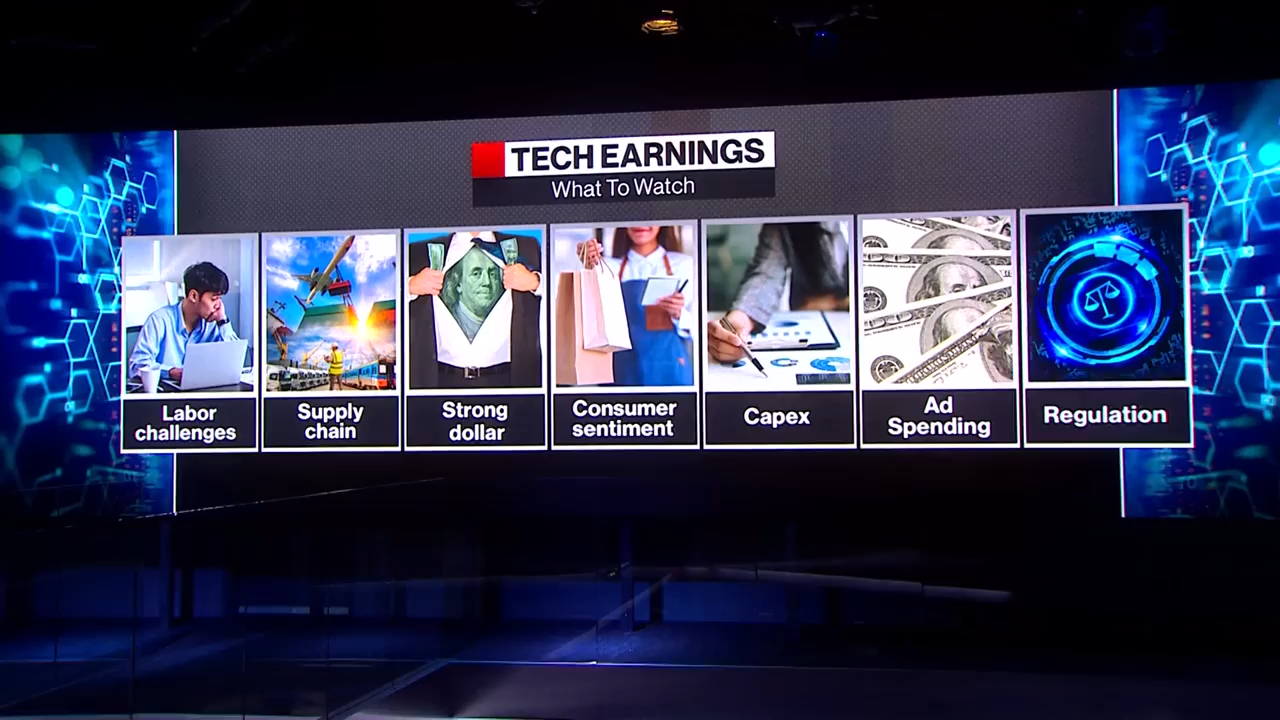 TECH EARNINGS
What To Watch
Labor
challenges
Supply
chain
Strong
dollar
Consumer
sentiment
Capex
Ad
Spending
Regulation